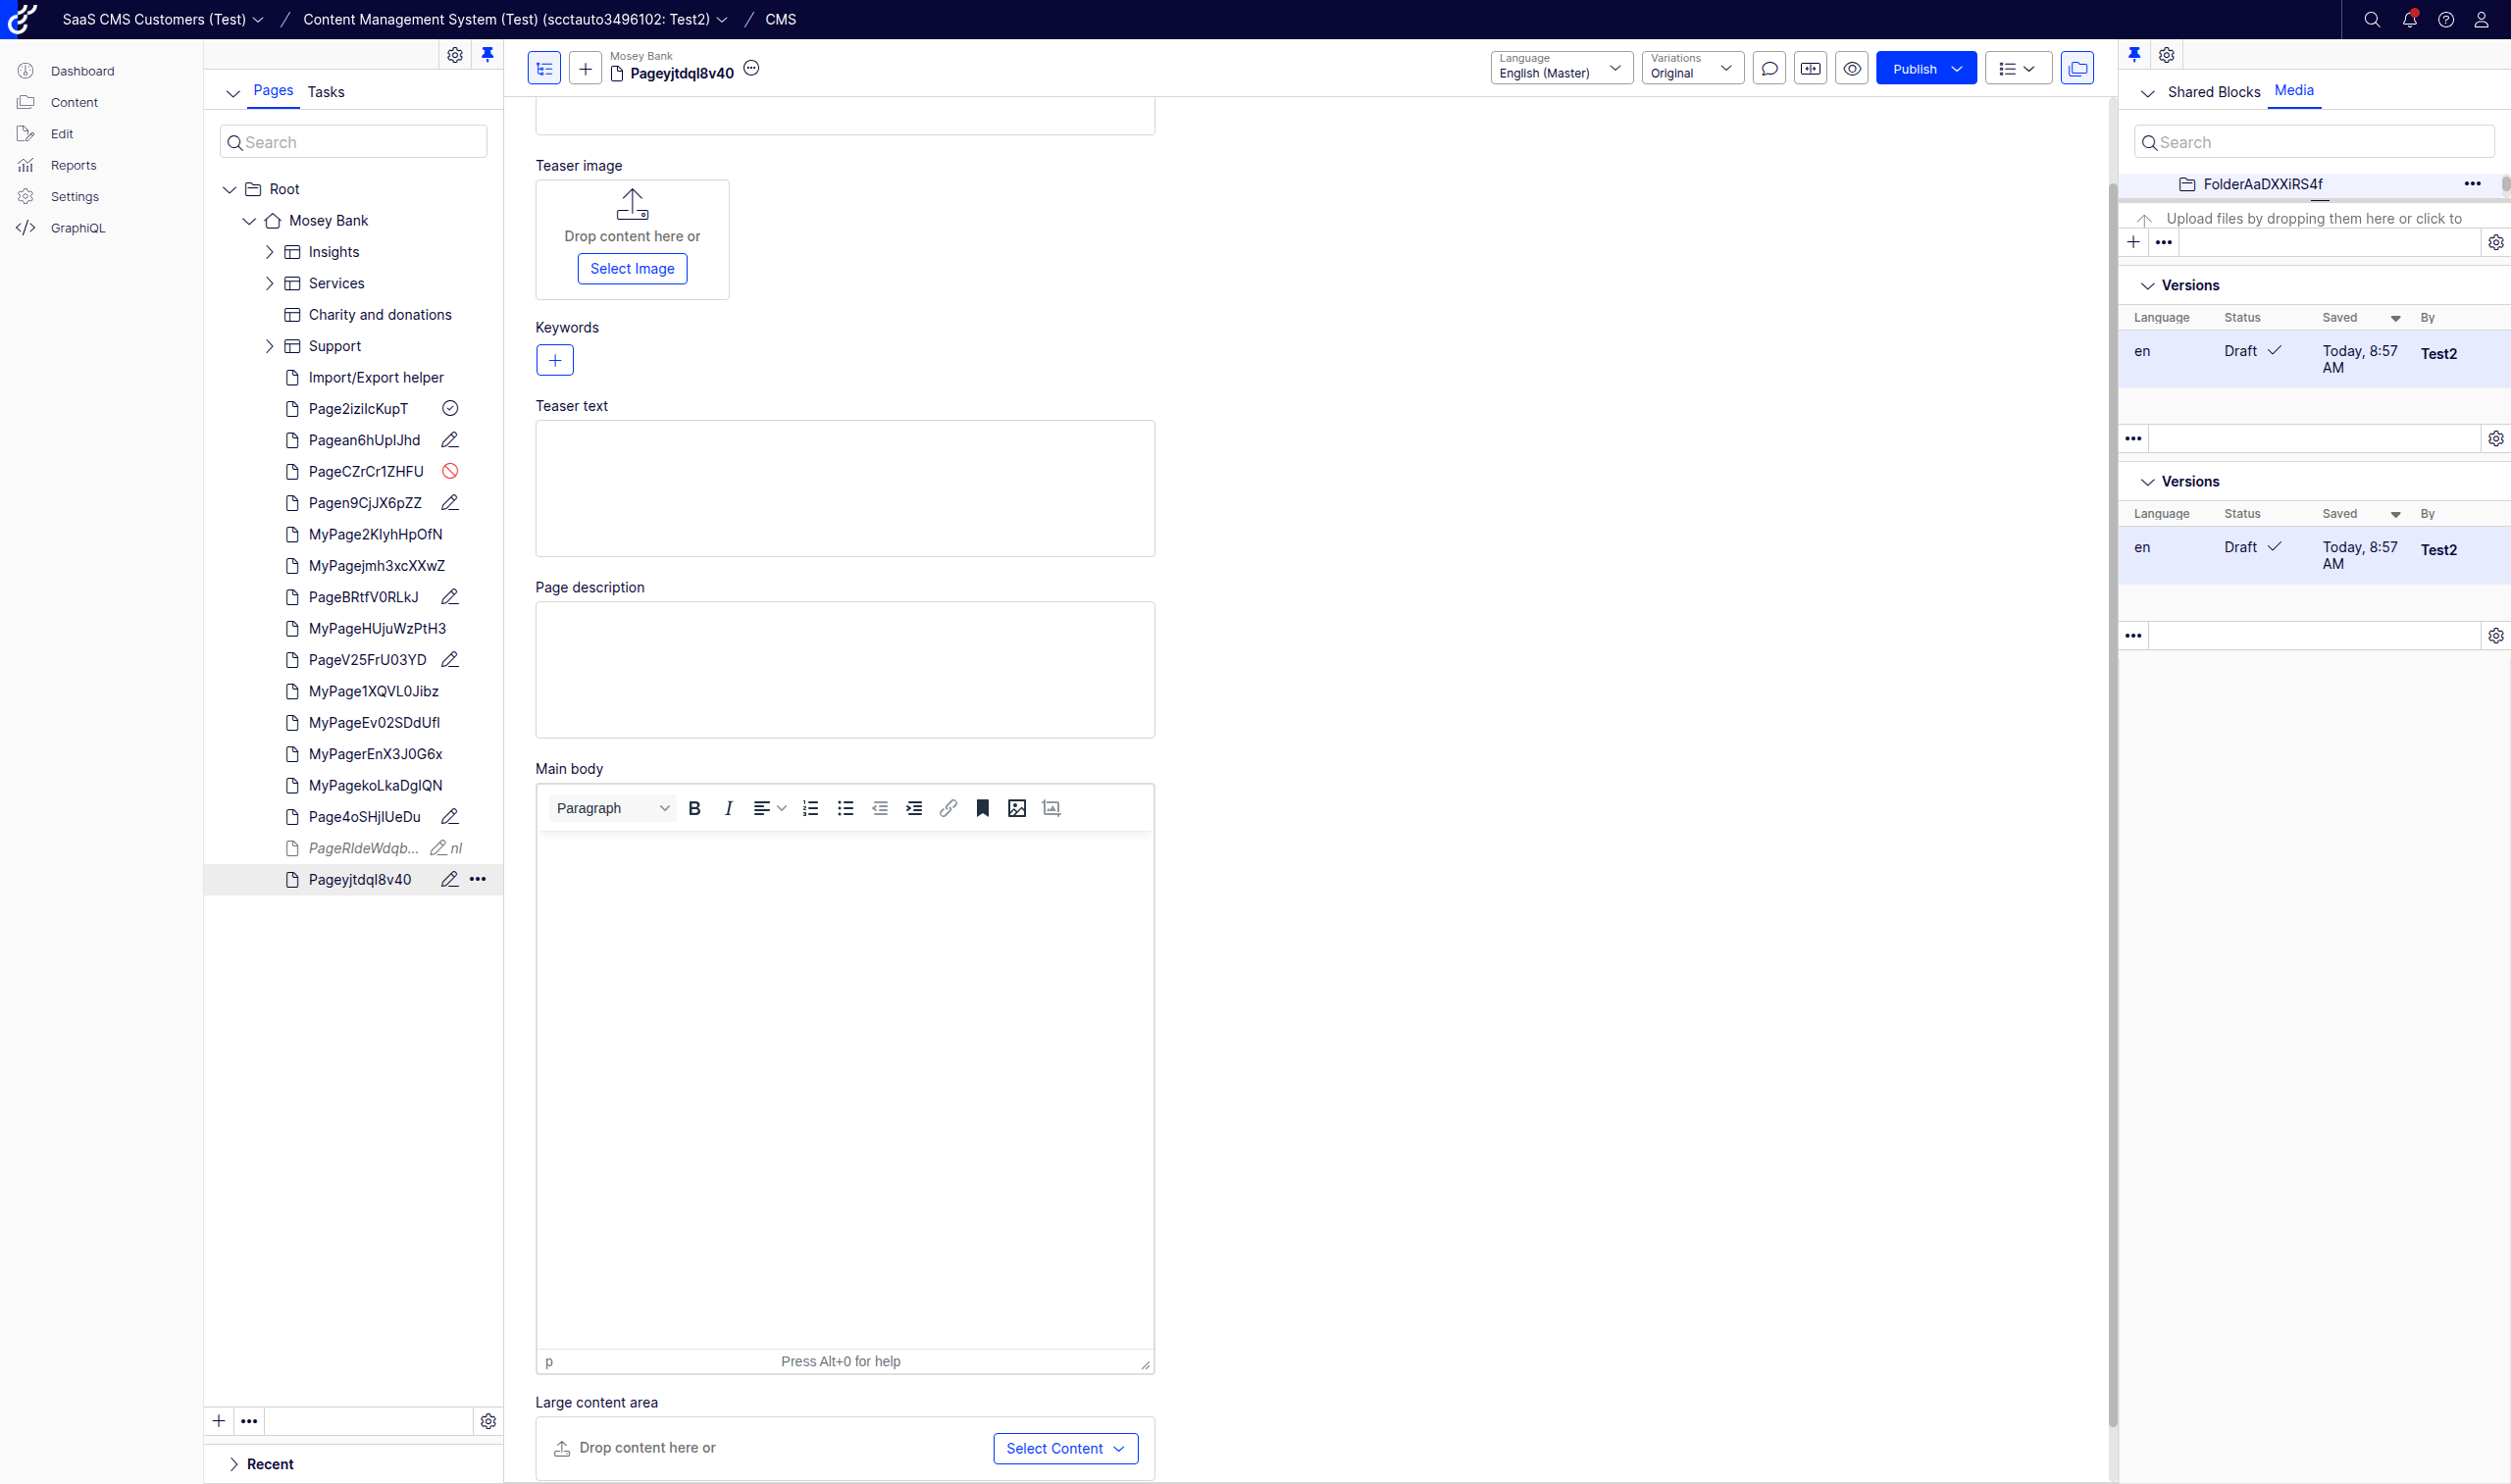 SaaS CMS Customers (Test) / Content Management System (Test) (scctauto3496102: Test2) / CMS
Dashboard
Content
Edit
Reports
Settings
GraphiQL
Pages Tasks
Search
Root
Mosey Bank
Insights
Services
Charity and donations
Support
Import/Export helper
Page2izilcKupT
Pagean6hUplJhd
PageCZrCr1ZHFU
Pagen9CjJX6pZZ
MyPage2KlyhHpOfN
MyPagejmh3xcXXwZ
PageBRtfV0RLkJ
MyPageHUjuWzPtH3
PageV25FrU03YD
MyPage1XQVL0Jibz
MyPageEv02SDdUfl
MyPagerEnX3J0G6x
MyPagekoLkaDglQN
Page4oSHjlUeDu
PageRldeWdqb... nl
Pageyjtdql8v40
Recent
Mosey Bank
Pageyjtdql8v40
Language
English (Master)
Variations
Original
Publish
Teaser image
Drop content here or
Select Image
Keywords
Teaser text
Page description
Main body
Paragraph
p Press Alt+0 for help
Large content area
Drop content here or Select Content
Shared Blocks Media
Search
FolderAaDXXiRS4f
Upload files by dropping them here or click to
Versions
Language Status Saved By
en Draft Today, 8:57 AM Test2
Versions
Language Status Saved By
en Draft Today, 8:57 AM Test2